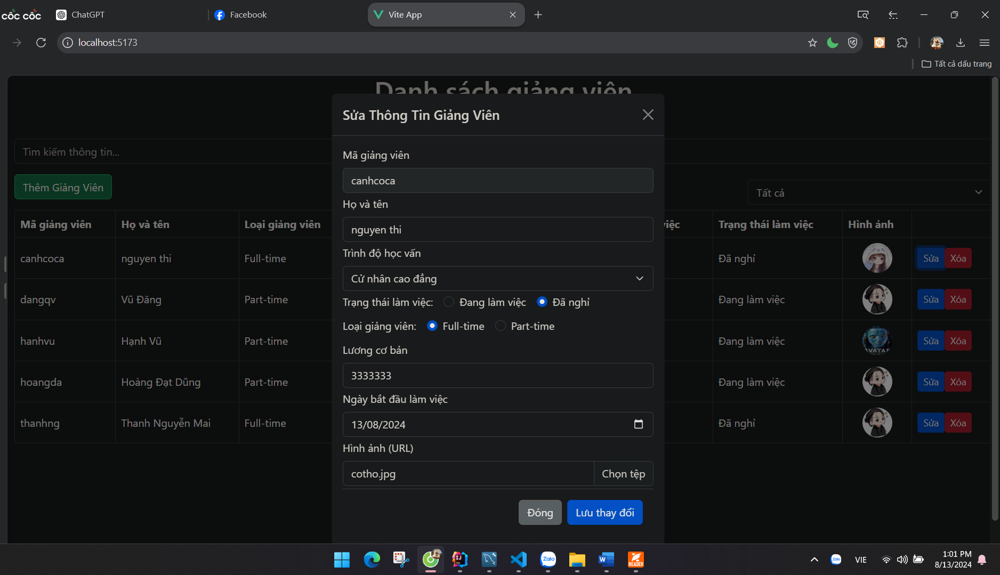 cốc cốc
ChatGPT
Facebook
Vite App
localhost:5173
Tất cả dấu trang
Danh sách giảng viên
Tìm kiếm thông tin...
Thêm Giảng Viên
Tất cả
Mã giảng viên Họ và tên Loại giảng viên việc Trạng thái làm việc Hình ảnh
canhcoca nguyen thi Full-time Đã nghỉ Sửa Xóa
dangqv Vũ Đăng Part-time Đang làm việc Sửa Xóa
hanhvu Hạnh Vũ Part-time Đang làm việc AVATAR Sửa Xóa
hoangda Hoàng Đạt Dũng Part-time Đang làm việc Sửa Xóa
thanhng Thanh Nguyễn Mai Full-time Đã nghỉ Sửa Xóa
Sửa Thông Tin Giảng Viên
Mã giảng viên
canhcoca
Họ và tên
nguyen thi
Trình độ học vấn
Cử nhân cao đẳng
Trạng thái làm việc: Đang làm việc Đã nghỉ
Loại giảng viên: Full-time Part-time
Lương cơ bản
3333333
Ngày bắt đầu làm việc
13/08/2024
Hình ảnh (URL)
cotho.jpg Chọn tệp
Đóng Lưu thay đổi
IJ
Zalo
W
READER
Zalo
VIE
1:01 PM
8/13/2024